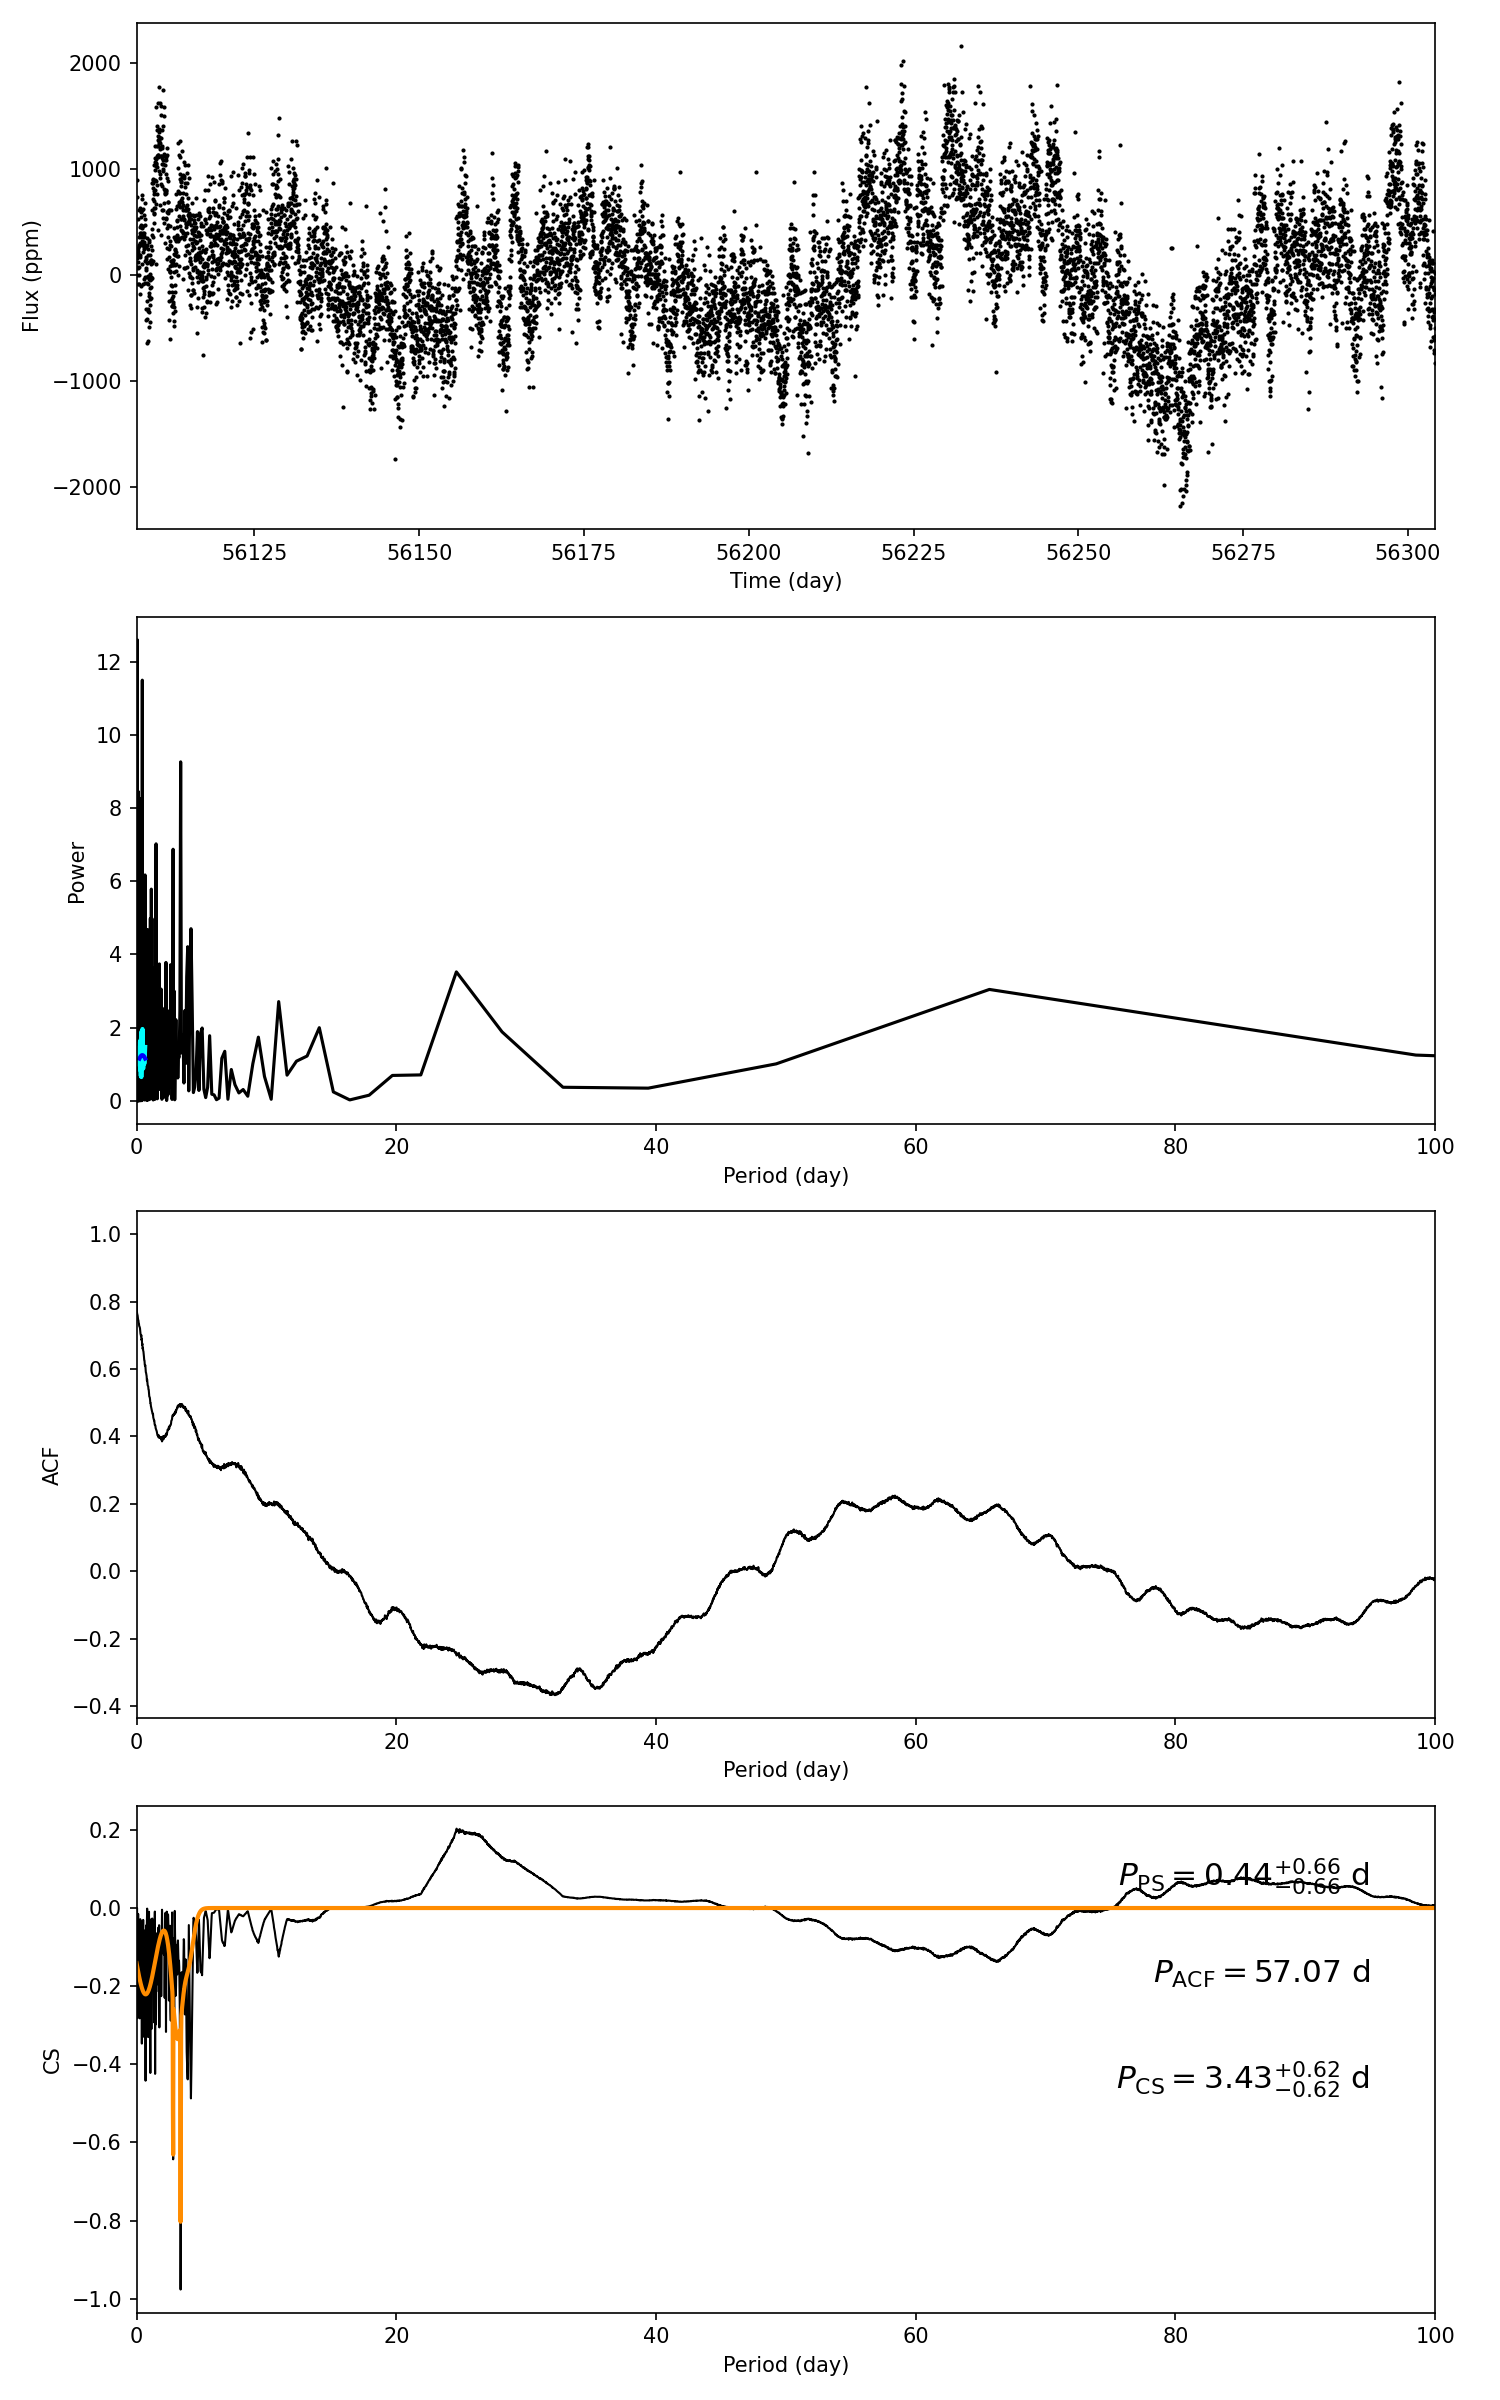 2000
1000
0
−1000
−2000
Flux (ppm)
56125 56150 56175 56200 56225 56250 56275 56300
Time (day)
12
10
8
6
4
2
0
Power
0 20 40 60 80 100
Period (day)
1.0
0.8
0.6
0.4
0.2
0.0
−0.2
−0.4
ACF
0 20 40 60 80 100
Period (day)
0.2
0.0
−0.2
−0.4
−0.6
−0.8
−1.0
CS
P_PS = 0.44 +0.66 −0.66 d
P_ACF = 57.07 d
P_CS = 3.43 +0.62 −0.62 d
0 20 40 60 80 100
Period (day)